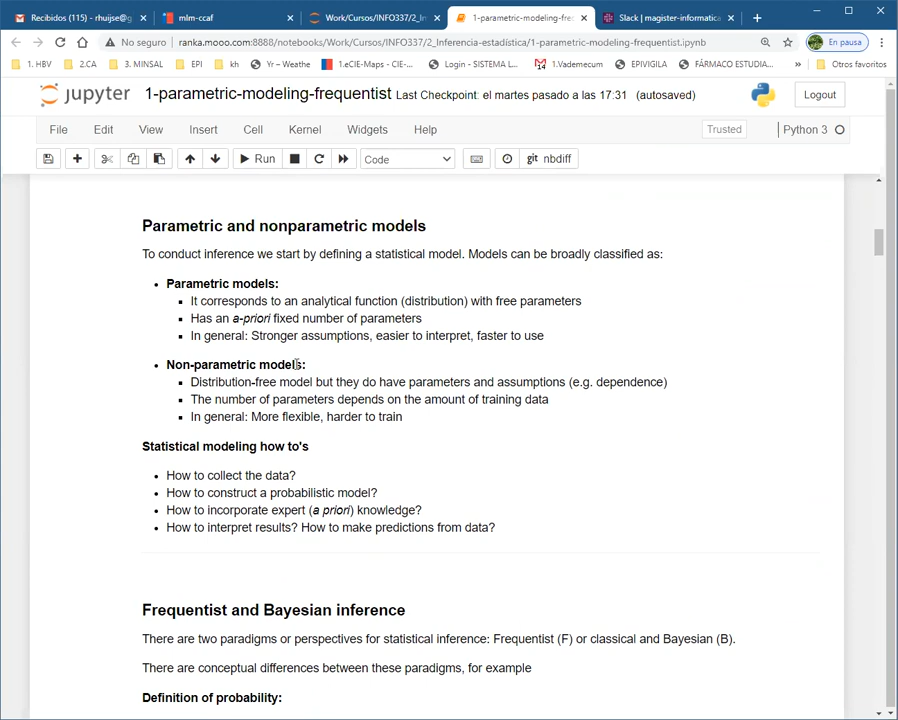 Recibidos (115) - rhuijse@g
mlm-ccaf
Work/Cursos/INFO337/2_In
1-parametric-modeling-fre
Slack | magister-informatica
No seguro | ranka.mooo.com:8888/notebooks/Work/Cursos/INFO337/2_Inferencia-estadística/1-parametric-modeling-frequentist.ipynb
En pausa
1. HBV
2.CA
3. MINSAL
EPI
kh
Yr – Weathe
1.eCIE-Maps - CIE-...
Login - SISTEMA L...
1.Vademecum
EPIVIGILA
FÁRMACO ESTUDIA...
»
Otros favoritos
jupyter 1-parametric-modeling-frequentist Last Checkpoint: el martes pasado a las 17:31 (autosaved)
Logout
File Edit View Insert Cell Kernel Widgets Help
Trusted
Python 3
Run
Code
nbdiff
git
Parametric and nonparametric models
To conduct inference we start by defining a statistical model. Models can be broadly classified as:
• Parametric models:
▪ It corresponds to an analytical function (distribution) with free parameters
▪ Has an a-priori fixed number of parameters
▪ In general: Stronger assumptions, easier to interpret, faster to use
• Non-parametric models:
▪ Distribution-free model but they do have parameters and assumptions (e.g. dependence)
▪ The number of parameters depends on the amount of training data
▪ In general: More flexible, harder to train
Statistical modeling how to's
• How to collect the data?
• How to construct a probabilistic model?
• How to incorporate expert (a priori) knowledge?
• How to interpret results? How to make predictions from data?
Frequentist and Bayesian inference
There are two paradigms or perspectives for statistical inference: Frequentist (F) or classical and Bayesian (B).
There are conceptual differences between these paradigms, for example
Definition of probability: